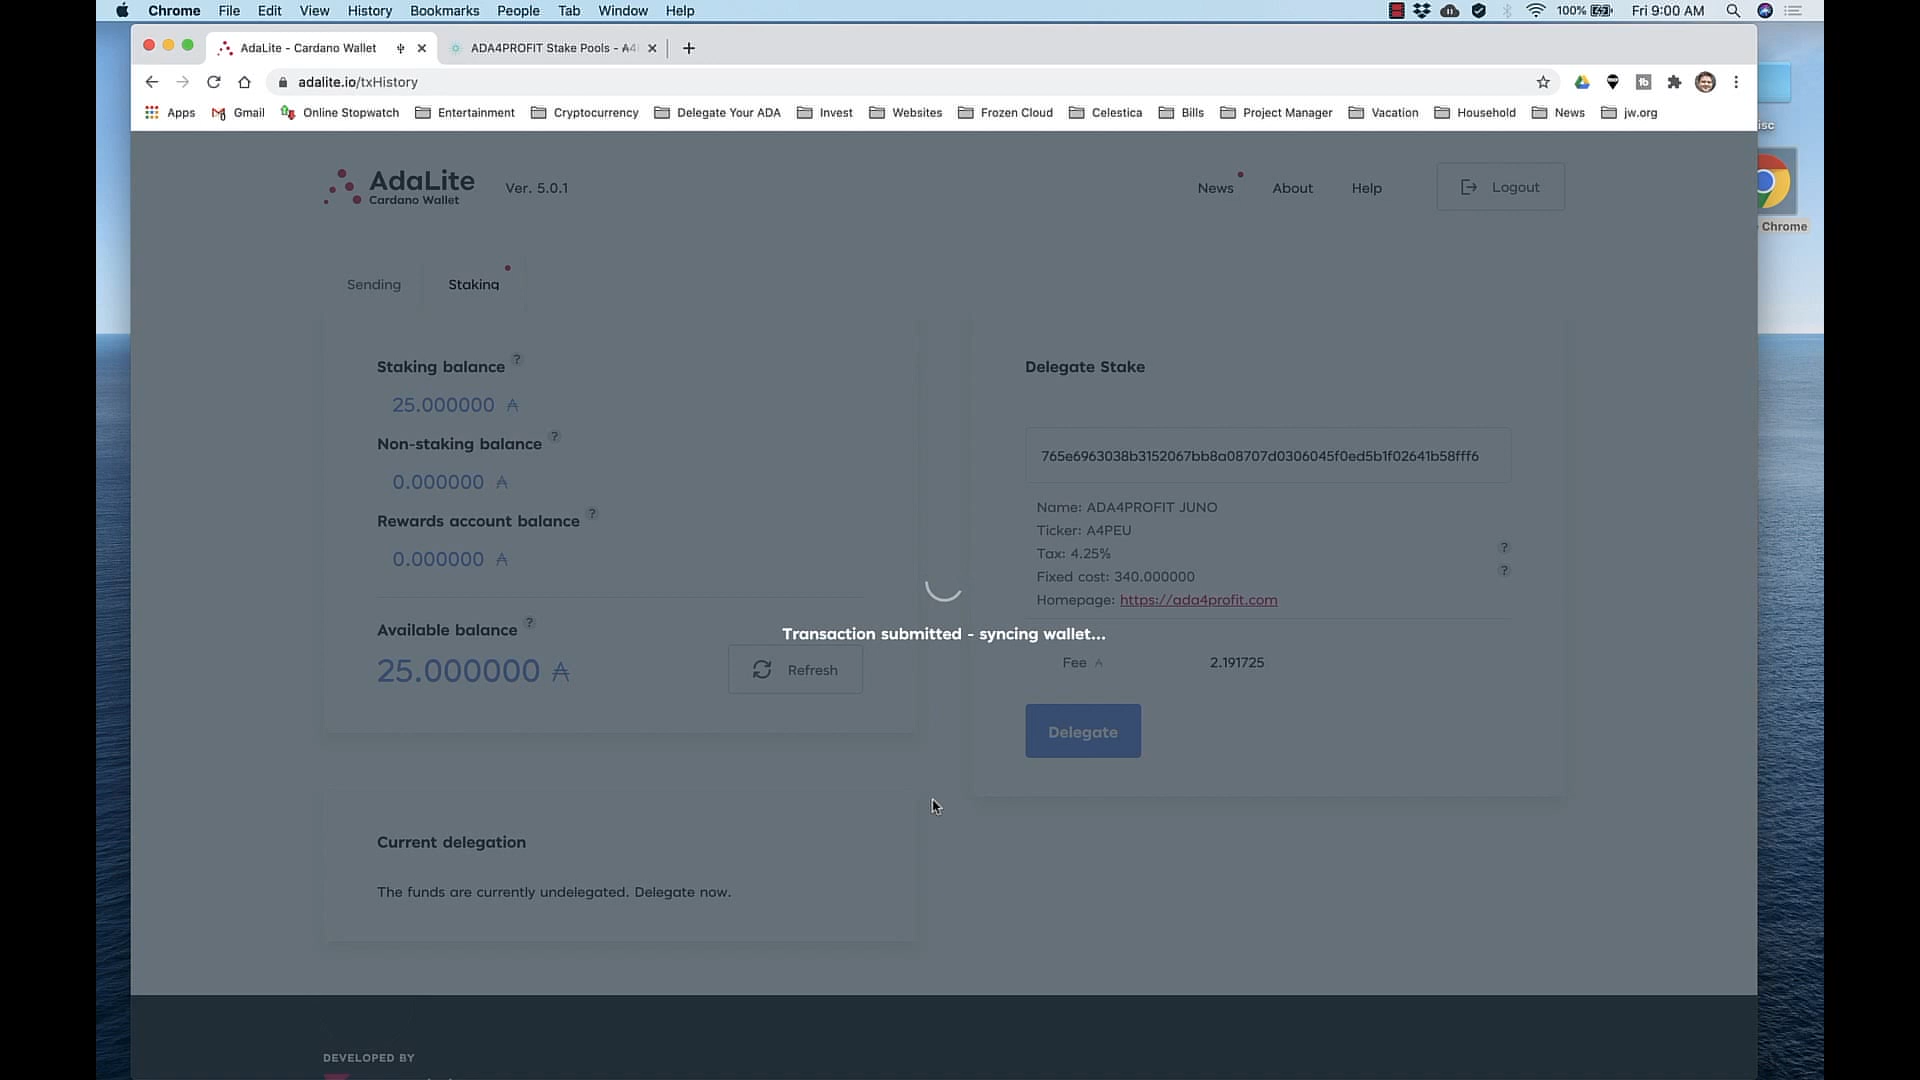 Chrome File Edit View History Bookmarks People Tab Window Help 100% Fri 9:00 AM
AdaLite - Cardano Wallet ADA4PROFIT Stake Pools - A4
adalite.io/txHistory
Apps Gmail Online Stopwatch Entertainment Cryptocurrency Delegate Your ADA Invest Websites Frozen Cloud Celestica Bills Project Manager Vacation Household News jw.org
isc
Chrome
AdaLite
Cardano Wallet
Ver. 5.0.1
News About Help Logout
Sending Staking
Staking balance ?
25.000000 ₳
Non-staking balance ?
0.000000 ₳
Rewards account balance ?
0.000000 ₳
Available balance ?
25.000000 ₳
Refresh
Delegate Stake
765e6963038b3152067bb8a08707d0306045f0ed5b1f02641b58fff6
Name: ADA4PROFIT JUNO
Ticker: A4PEU
Tax: 4.25% ?
Fixed cost: 340.000000 ?
Homepage: https://ada4profit.com
Transaction submitted - syncing wallet...
Fee ₳ 2.191725
Delegate
Current delegation
The funds are currently undelegated. Delegate now.
DEVELOPED BY